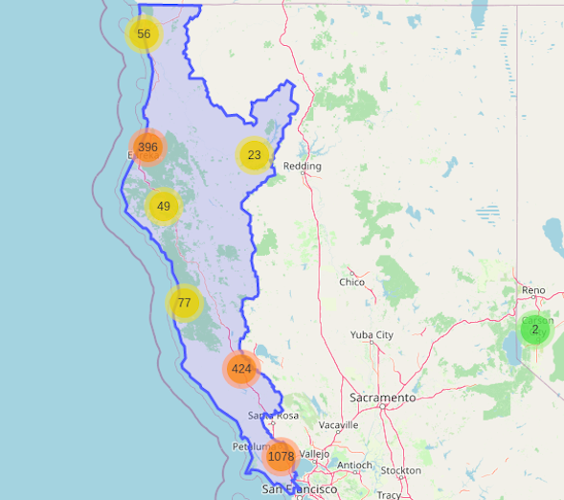 56
396
Eureka
23
Redding
49
Chico
Reno
77
Carson
2
Yuba City
424
Sacramento
Santa Rosa
Vacaville
Petaluma
1078
Vallejo
Antioch
Stockton
San Francisco
Tracy